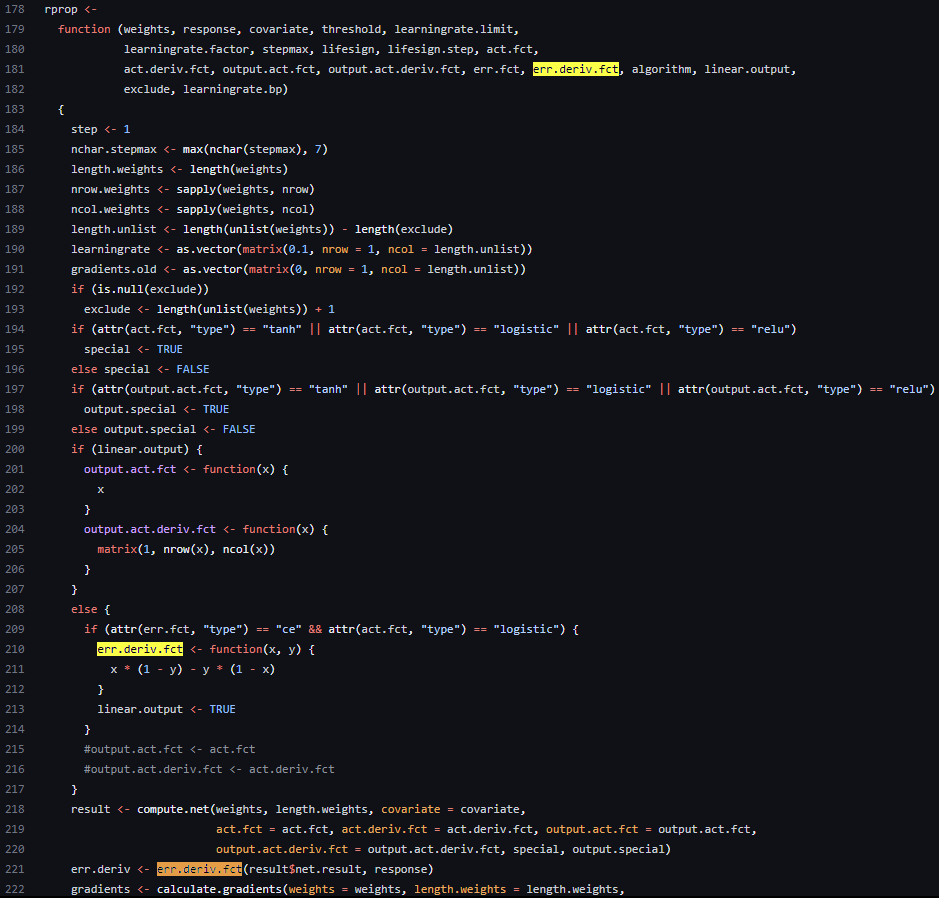 178 rprop <-
179 function (weights, response, covariate, threshold, learningrate.limit,
180 learningrate.factor, stepmax, lifesign, lifesign.step, act.fct,
181 act.deriv.fct, output.act.fct, output.act.deriv.fct, err.fct, err.deriv.fct, algorithm, linear.output,
182 exclude, learningrate.bp)
183 {
184 step <- 1
185 nchar.stepmax <- max(nchar(stepmax), 7)
186 length.weights <- length(weights)
187 nrow.weights <- sapply(weights, nrow)
188 ncol.weights <- sapply(weights, ncol)
189 length.unlist <- length(unlist(weights)) - length(exclude)
190 learningrate <- as.vector(matrix(0.1, nrow = 1, ncol = length.unlist))
191 gradients.old <- as.vector(matrix(0, nrow = 1, ncol = length.unlist))
192 if (is.null(exclude))
193 exclude <- length(unlist(weights)) + 1
194 if (attr(act.fct, "type") == "tanh" || attr(act.fct, "type") == "logistic" || attr(act.fct, "type") == "relu")
195 special <- TRUE
196 else special <- FALSE
197 if (attr(output.act.fct, "type") == "tanh" || attr(output.act.fct, "type") == "logistic" || attr(output.act.fct, "type") == "relu")
198 output.special <- TRUE
199 else output.special <- FALSE
200 if (linear.output) {
201 output.act.fct <- function(x) {
202 x
203 }
204 output.act.deriv.fct <- function(x) {
205 matrix(1, nrow(x), ncol(x))
206 }
207 }
208 else {
209 if (attr(err.fct, "type") == "ce" && attr(act.fct, "type") == "logistic") {
210 err.deriv.fct <- function(x, y) {
211 x * (1 - y) - y * (1 - x)
212 }
213 linear.output <- TRUE
214 }
215 #output.act.fct <- act.fct
216 #output.act.deriv.fct <- act.deriv.fct
217 }
218 result <- compute.net(weights, length.weights, covariate = covariate,
219 act.fct = act.fct, act.deriv.fct = act.deriv.fct, output.act.fct = output.act.fct,
220 output.act.deriv.fct = output.act.deriv.fct, special, output.special)
221 err.deriv <- err.deriv.fct(result$net.result, response)
222 gradients <- calculate.gradients(weights = weights, length.weights = length.weights,